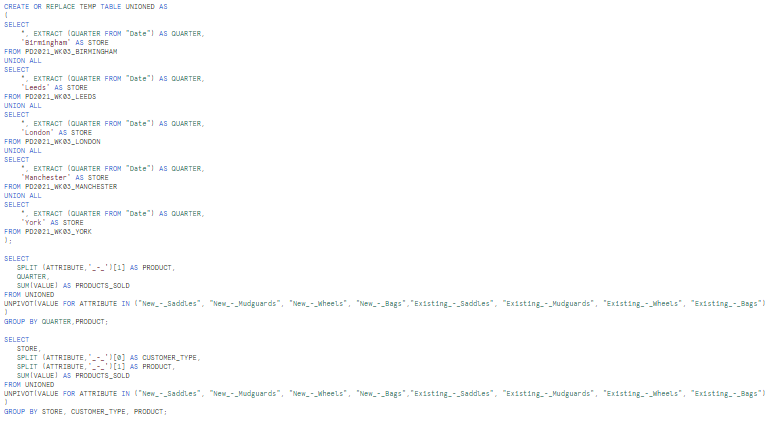 CREATE OR REPLACE TEMP TABLE UNIONED AS
(
SELECT
*, EXTRACT (QUARTER FROM "Date") AS QUARTER,
'Birmingham' AS STORE
FROM PD2021_WK03_BIRMINGHAM
UNION ALL
SELECT
*, EXTRACT (QUARTER FROM "Date") AS QUARTER,
'Leeds' AS STORE
FROM PD2021_WK03_LEEDS
UNION ALL
SELECT
*, EXTRACT (QUARTER FROM "Date") AS QUARTER,
'London' AS STORE
FROM PD2021_WK03_LONDON
UNION ALL
SELECT
*, EXTRACT (QUARTER FROM "Date") AS QUARTER,
'Manchester' AS STORE
FROM PD2021_WK03_MANCHESTER
UNION ALL
SELECT
*, EXTRACT (QUARTER FROM "Date") AS QUARTER,
'York' AS STORE
FROM PD2021_WK03_YORK
);
SELECT
SPLIT (ATTRIBUTE,'_-_')[1] AS PRODUCT,
QUARTER,
SUM(VALUE) AS PRODUCTS_SOLD
FROM UNIONED
UNPIVOT(VALUE FOR ATTRIBUTE IN ("New_-_Saddles", "New_-_Mudguards", "New_-_Wheels", "New_-_Bags","Existing_-_Saddles", "Existing_-_Mudguards", "Existing_-_Wheels", "Existing_-_Bags")
)
GROUP BY QUARTER,PRODUCT;
SELECT
STORE,
SPLIT (ATTRIBUTE,'_-_')[0] AS CUSTOMER_TYPE,
SPLIT (ATTRIBUTE,'_-_')[1] AS PRODUCT,
SUM(VALUE) AS PRODUCTS_SOLD
FROM UNIONED
UNPIVOT(VALUE FOR ATTRIBUTE IN ("New_-_Saddles", "New_-_Mudguards", "New_-_Wheels", "New_-_Bags","Existing_-_Saddles", "Existing_-_Mudguards", "Existing_-_Wheels", "Existing_-_Bags")
)
GROUP BY STORE, CUSTOMER_TYPE, PRODUCT;